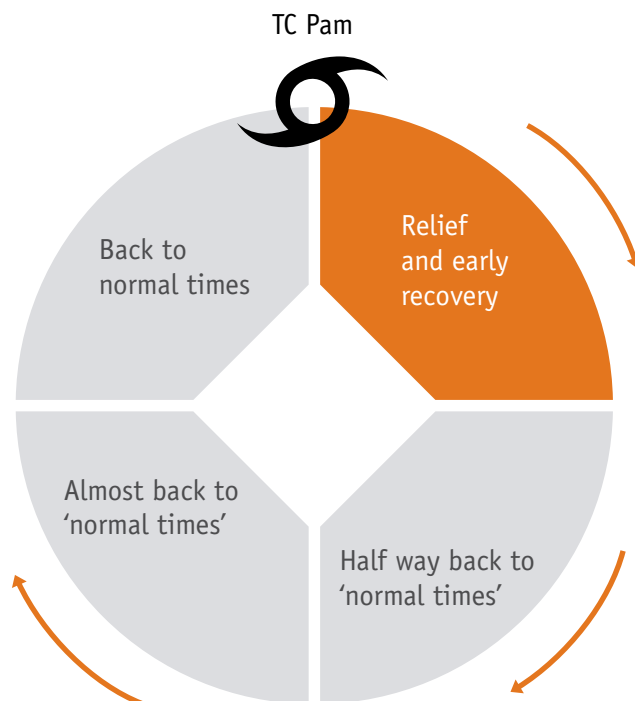 TC Pam
Relief
and early
recovery
Half way back to
‘normal times’
Almost back to
‘normal times’
Back to
normal times